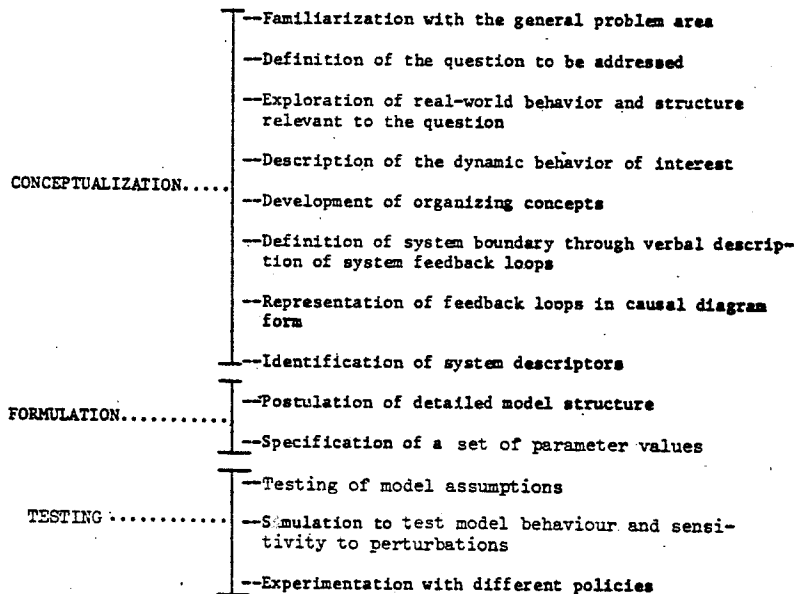 --Familiarization with the general problem area
--Definition of the question to be addressed
--Exploration of real-world behavior and structure
relevant to the question
--Description of the dynamic behavior of interest
CONCEPTUALIZATION.....
--Development of organizing concepts
--Definition of system boundary through verbal descrip-
tion of system feedback loops
--Representation of feedback loops in causal diagram
form
--Identification of system descriptors
--Postulation of detailed model structure
FORMULATION............
--Specification of a set of parameter values
--Testing of model assumptions
TESTING ............
--Simulation to test model behaviour and sensi-
tivity to perturbations
--Experimentation with different policies